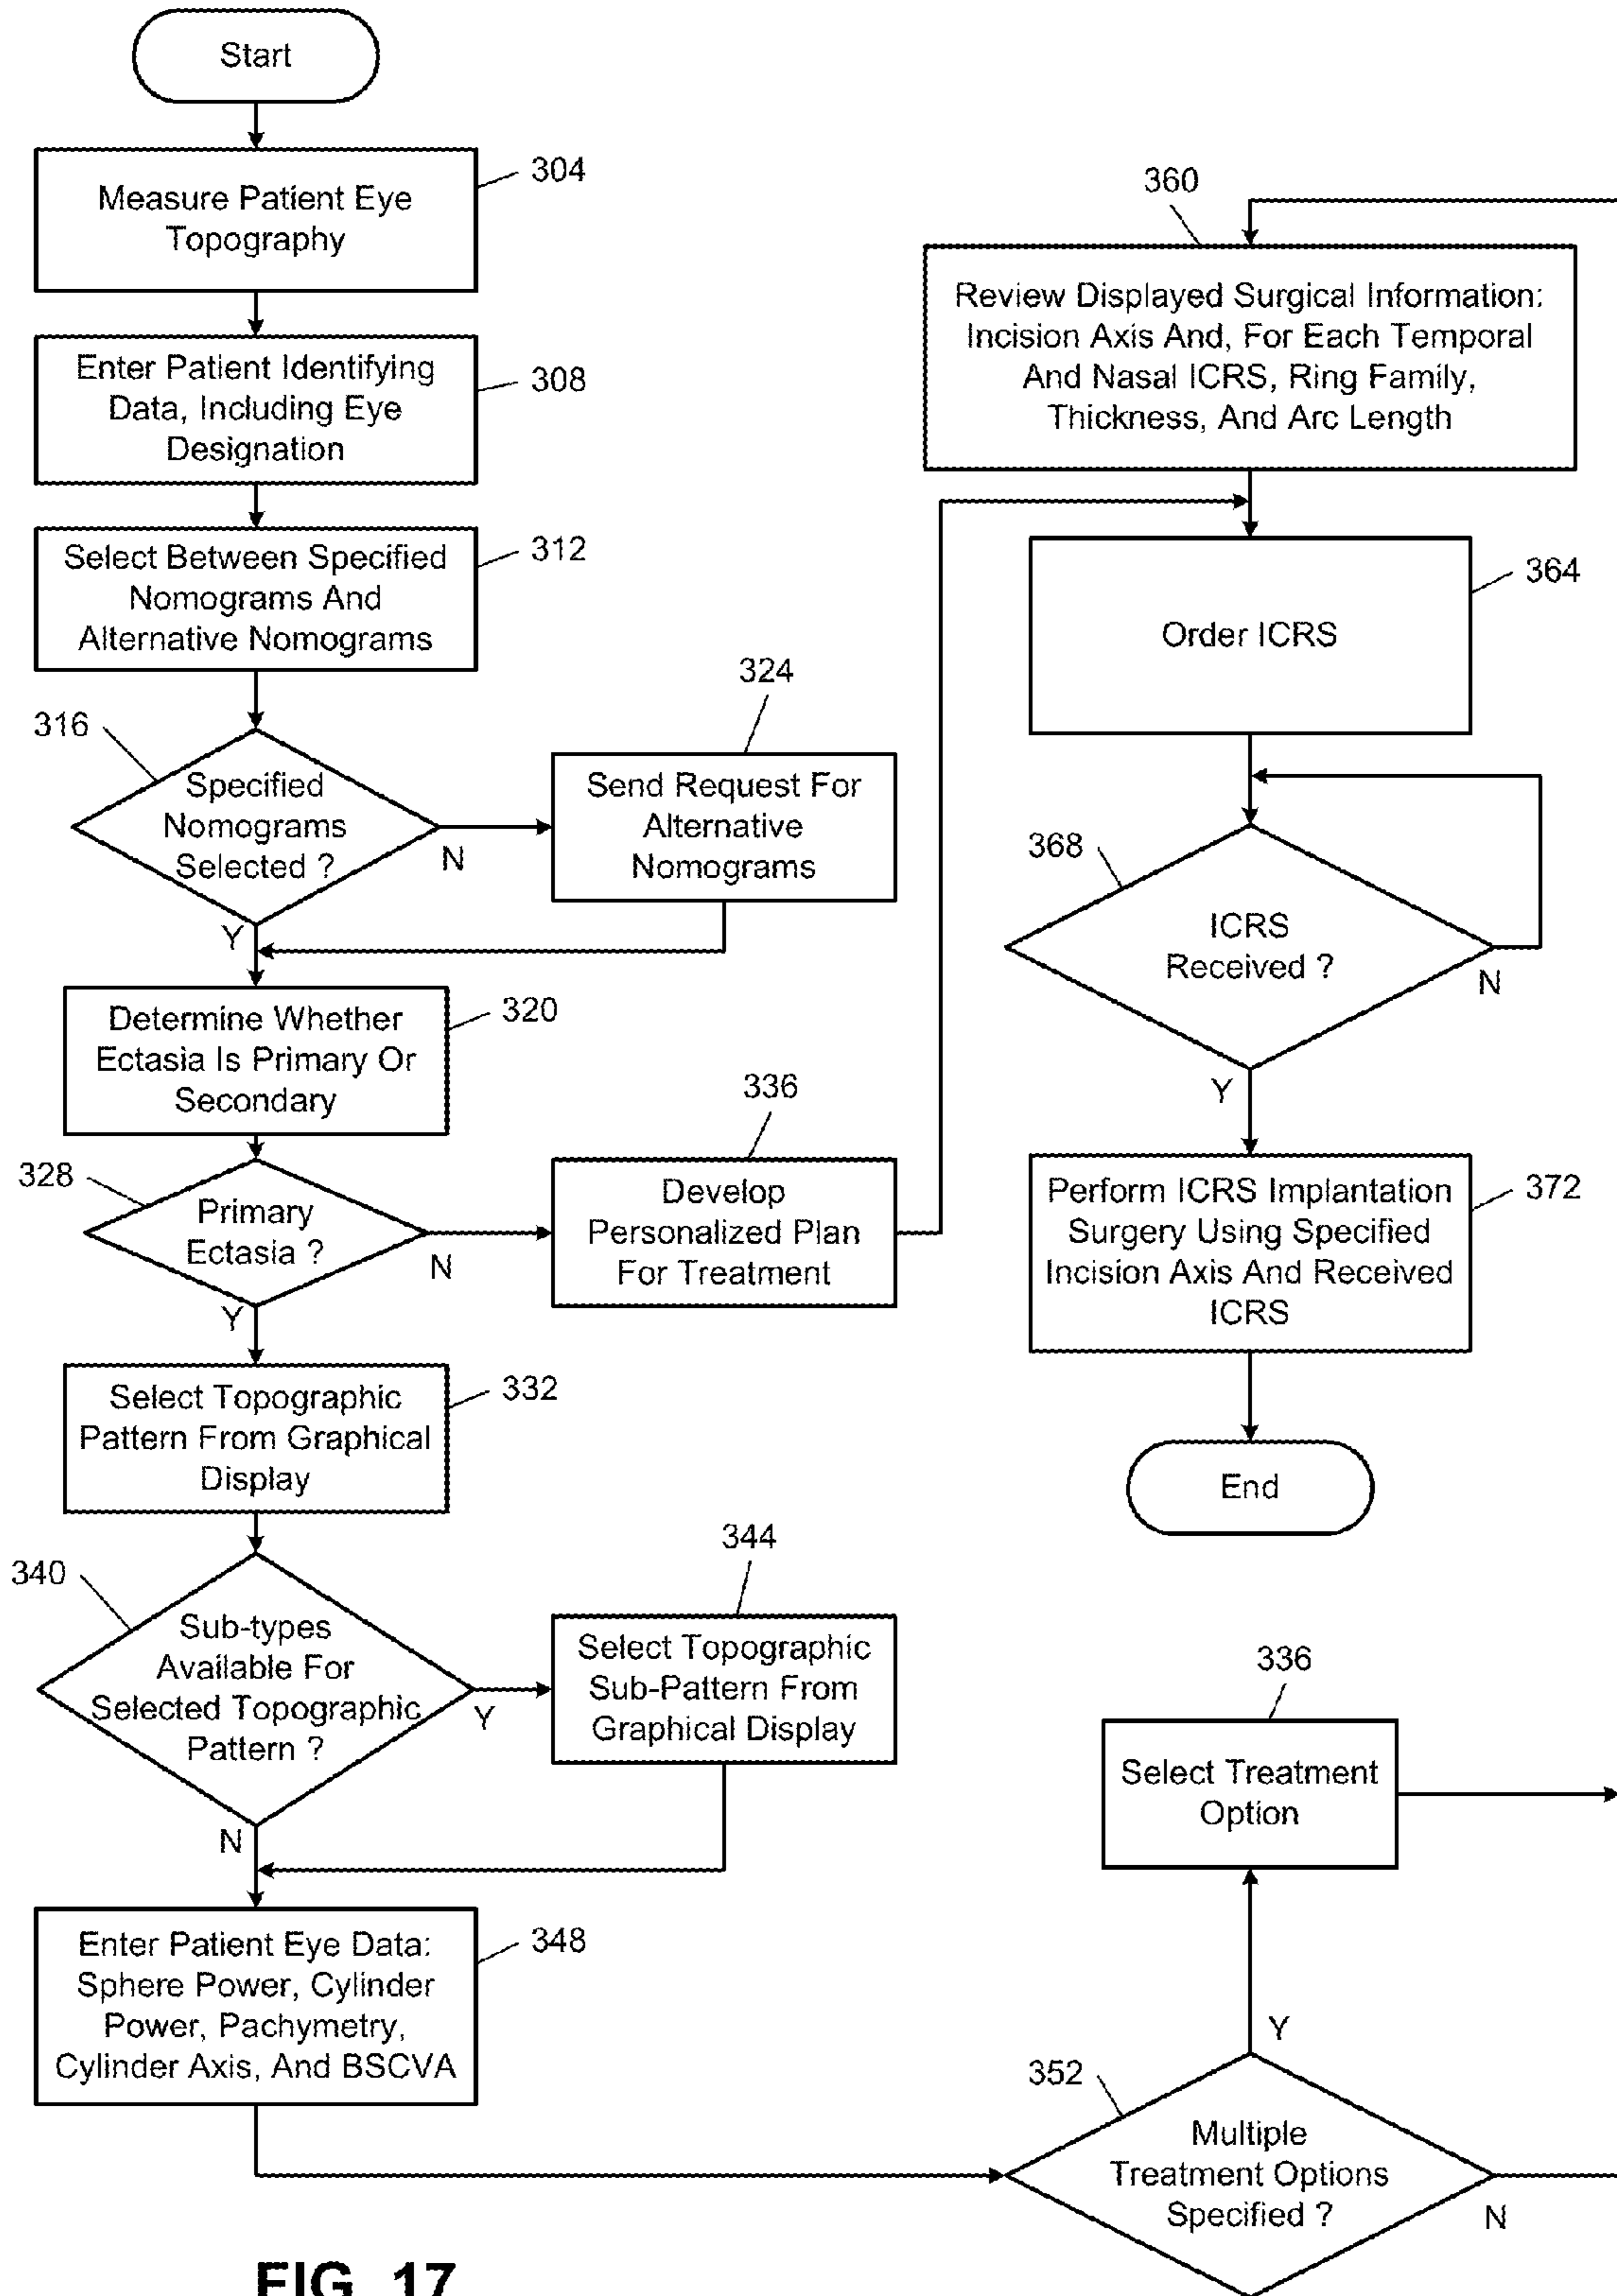 Start
304
Measure Patient Eye
Topography
308
Enter Patient Identifying
Data, Including Eye
Designation
312
Select Between Specified
Nomograms And
Alternative Nomograms
316
Specified
Nomograms
Selected ?
N
Y
324
Send Request For
Alternative
Nomograms
320
Determine Whether
Ectasia Is Primary Or
Secondary
328
Primary
Ectasia ?
N
Y
336
Develop
Personalized Plan
For Treatment
332
Select Topographic
Pattern From Graphical
Display
340
Sub-types
Available For
Selected Topographic
Pattern ?
Y
N
344
Select Topographic
Sub-Pattern From
Graphical Display
348
Enter Patient Eye Data:
Sphere Power, Cylinder
Power, Pachymetry,
Cylinder Axis, And BSCVA
352
Multiple
Treatment Options
Specified ?
Y
N
336
Select Treatment
Option
360
Review Displayed Surgical Information:
Incision Axis And, For Each Temporal
And Nasal ICRS, Ring Family,
Thickness, And Arc Length
364
Order ICRS
368
ICRS
Received ?
N
Y
372
Perform ICRS Implantation
Surgery Using Specified
Incision Axis And Received
ICRS
End
FIG. 17